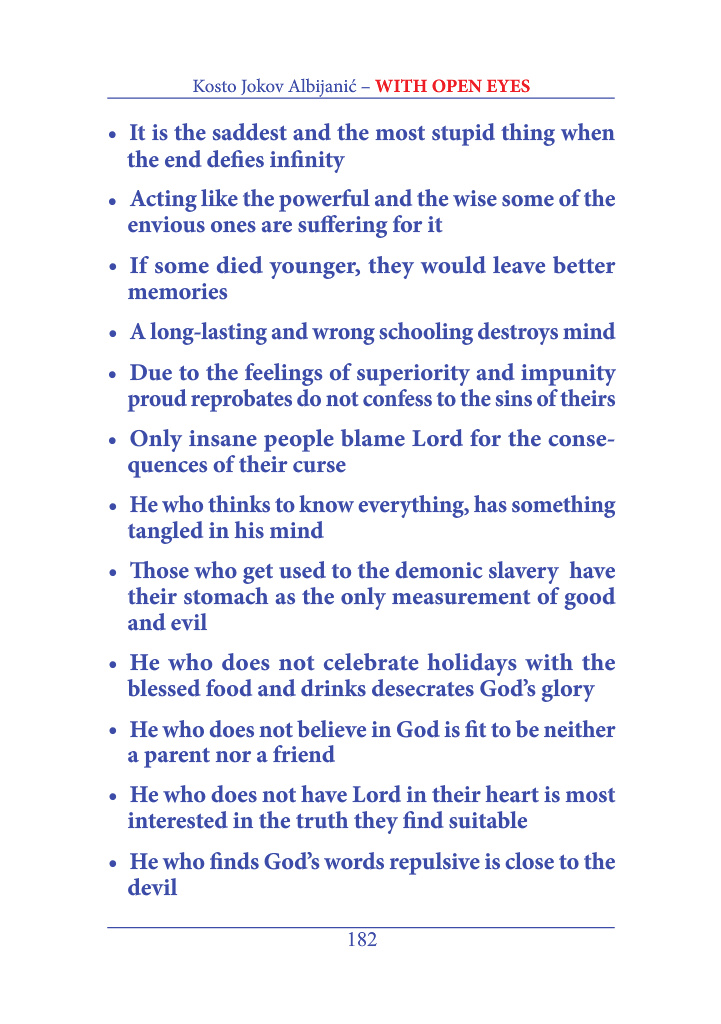 Kosto Jokov Albijanić – WITH OPEN EYES
• It is the saddest and the most stupid thing when
the end defies infinity
• Acting like the powerful and the wise some of the
envious ones are suffering for it
• If some died younger, they would leave better
memories
• A long-lasting and wrong schooling destroys mind
• Due to the feelings of superiority and impunity
proud reprobates do not confess to the sins of theirs
• Only insane people blame Lord for the conse-
quences of their curse
• He who thinks to know everything, has something
tangled in his mind
• Those who get used to the demonic slavery  have
their stomach as the only measurement of good
and evil
• He who does not celebrate holidays with the
blessed food and drinks desecrates God’s glory
• He who does not believe in God is fit to be neither
a parent nor a friend
• He who does not have Lord in their heart is most
interested in the truth they find suitable
• He who finds God’s words repulsive is close to the
devil
182